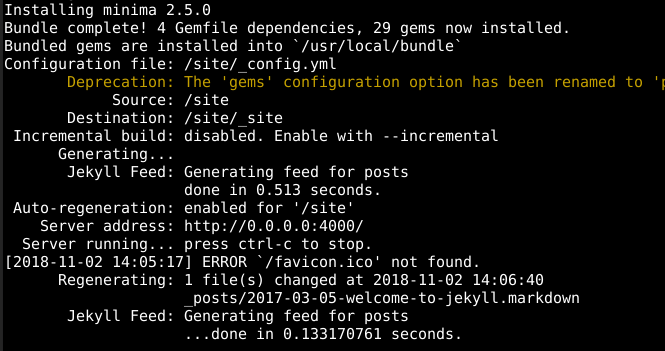 Installing minima 2.5.0
Bundle complete! 4 Gemfile dependencies, 29 gems now installed.
Bundled gems are installed into `/usr/local/bundle`
Configuration file: /site/_config.yml
Deprecation: The 'gems' configuration option has been renamed to 'p
Source: /site
Destination: /site/_site
Incremental build: disabled. Enable with --incremental
Generating...
Jekyll Feed: Generating feed for posts
done in 0.513 seconds.
Auto-regeneration: enabled for '/site'
Server address: http://0.0.0.0:4000/
Server running... press ctrl-c to stop.
[2018-11-02 14:05:17] ERROR `/favicon.ico' not found.
Regenerating: 1 file(s) changed at 2018-11-02 14:06:40
_posts/2017-03-05-welcome-to-jekyll.markdown
Jekyll Feed: Generating feed for posts
...done in 0.133170761 seconds.